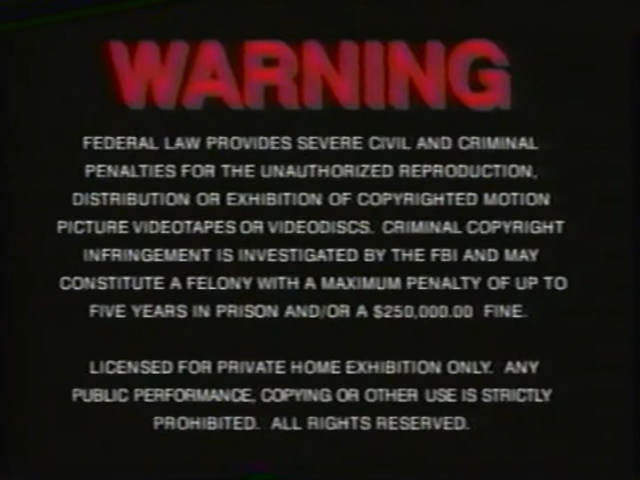 WARNING
FEDERAL LAW PROVIDES SEVERE CIVIL AND CRIMINAL
PENALTIES FOR THE UNAUTHORIZED REPRODUCTION,
DISTRIBUTION OR EXHIBITION OF COPYRIGHTED MOTION
PICTURE VIDEOTAPES OR VIDEODISCS. CRIMINAL COPYRIGHT
INFRINGEMENT IS INVESTIGATED BY THE FBI AND MAY
CONSTITUTE A FELONY WITH A MAXIMUM PENALTY OF UP TO
FIVE YEARS IN PRISON AND/OR A $250,000.00 FINE.
LICENSED FOR PRIVATE HOME EXHIBITION ONLY. ANY
PUBLIC PERFORMANCE, COPYING OR OTHER USE IS STRICTLY
PROHIBITED. ALL RIGHTS RESERVED.